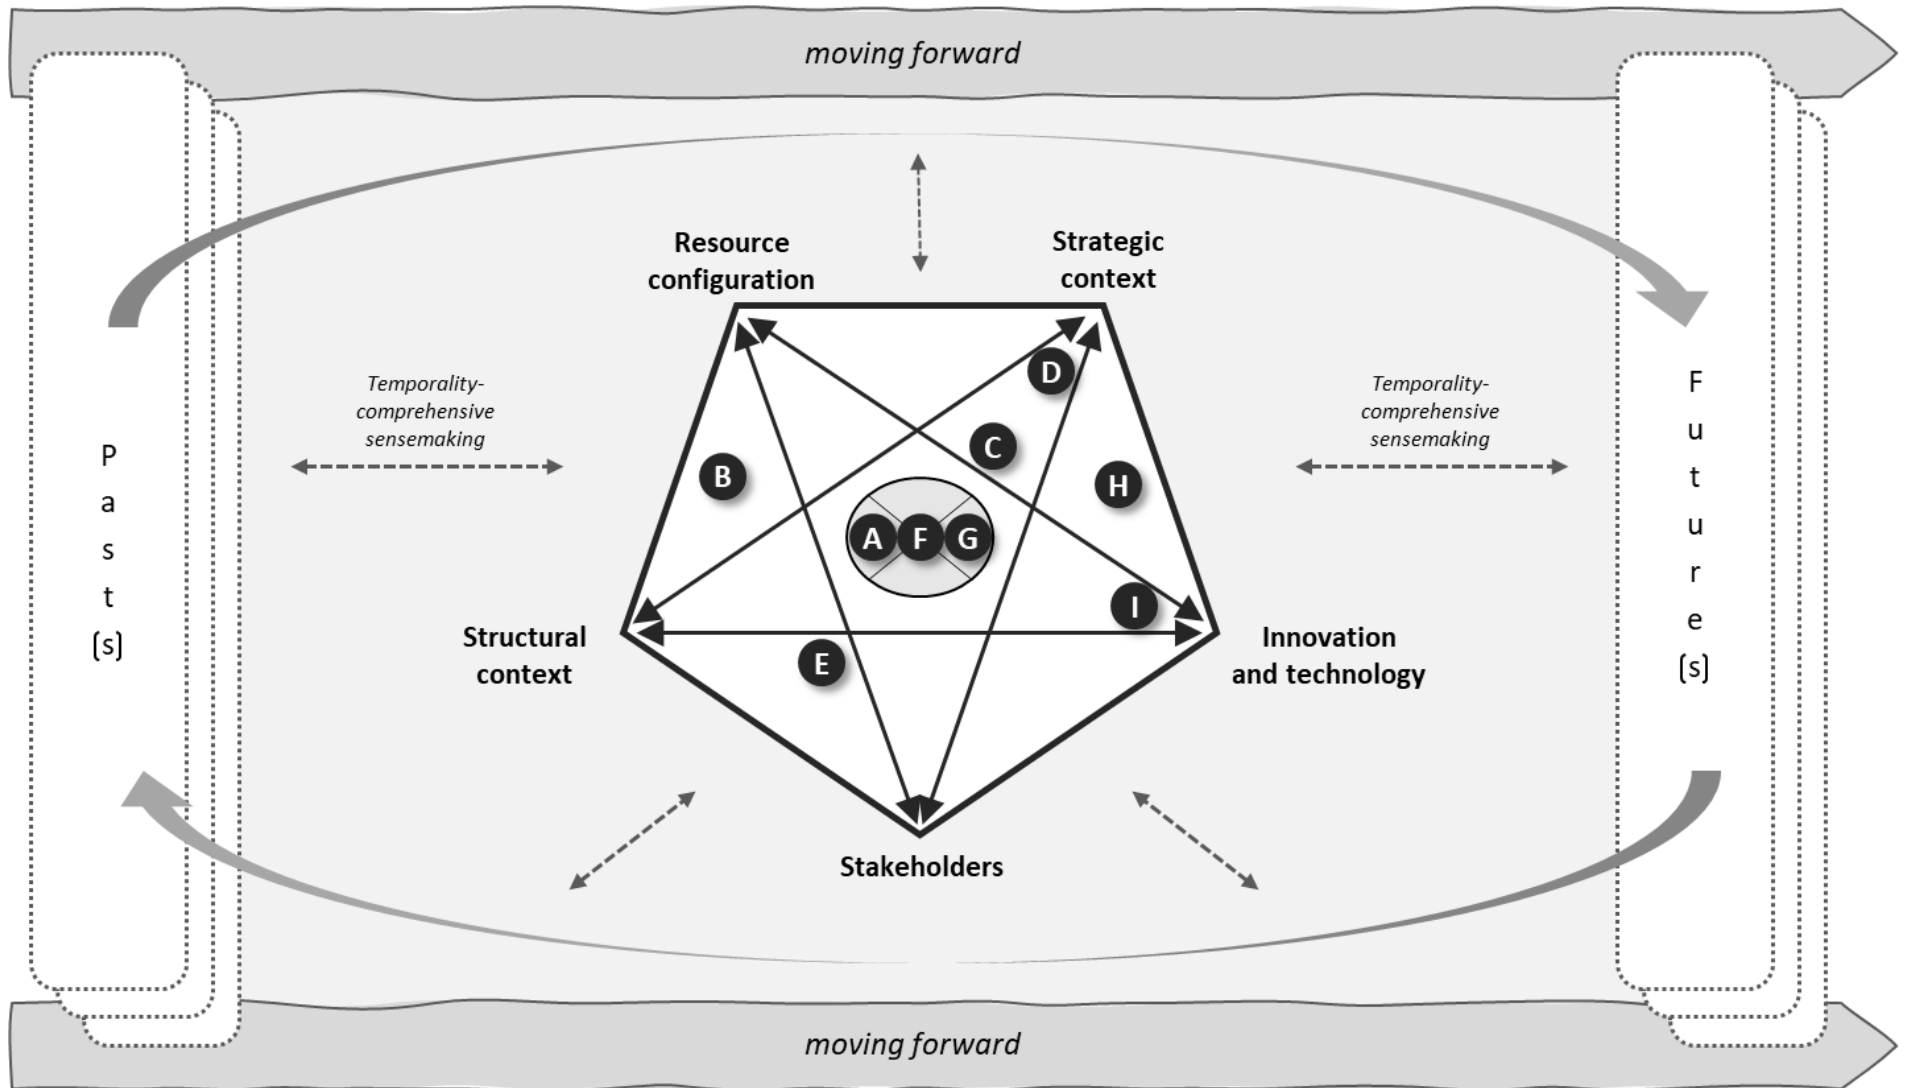 moving forward
Resource
configuration
Strategic
context
Temporality-
comprehensive
sensemaking
Temporality-
comprehensive
sensemaking
P
a
s
t
(s)
F
u
t
u
r
e
(s)
D
C
B
H
A F G
I
E
Structural
context
Innovation
and technology
Stakeholders
moving forward